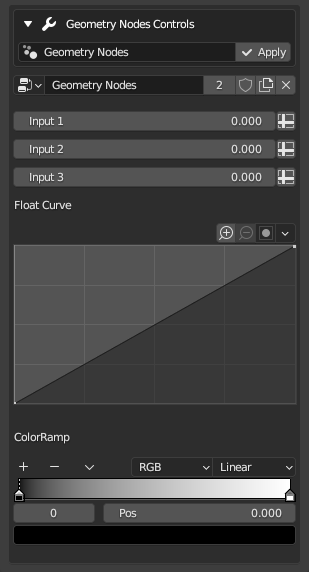 Geometry Nodes Controls
Geometry Nodes Apply
Geometry Nodes 2
Input 1 0.000
Input 2 0.000
Input 3 0.000
Float Curve
ColorRamp
RGB Linear
0 Pos 0.000